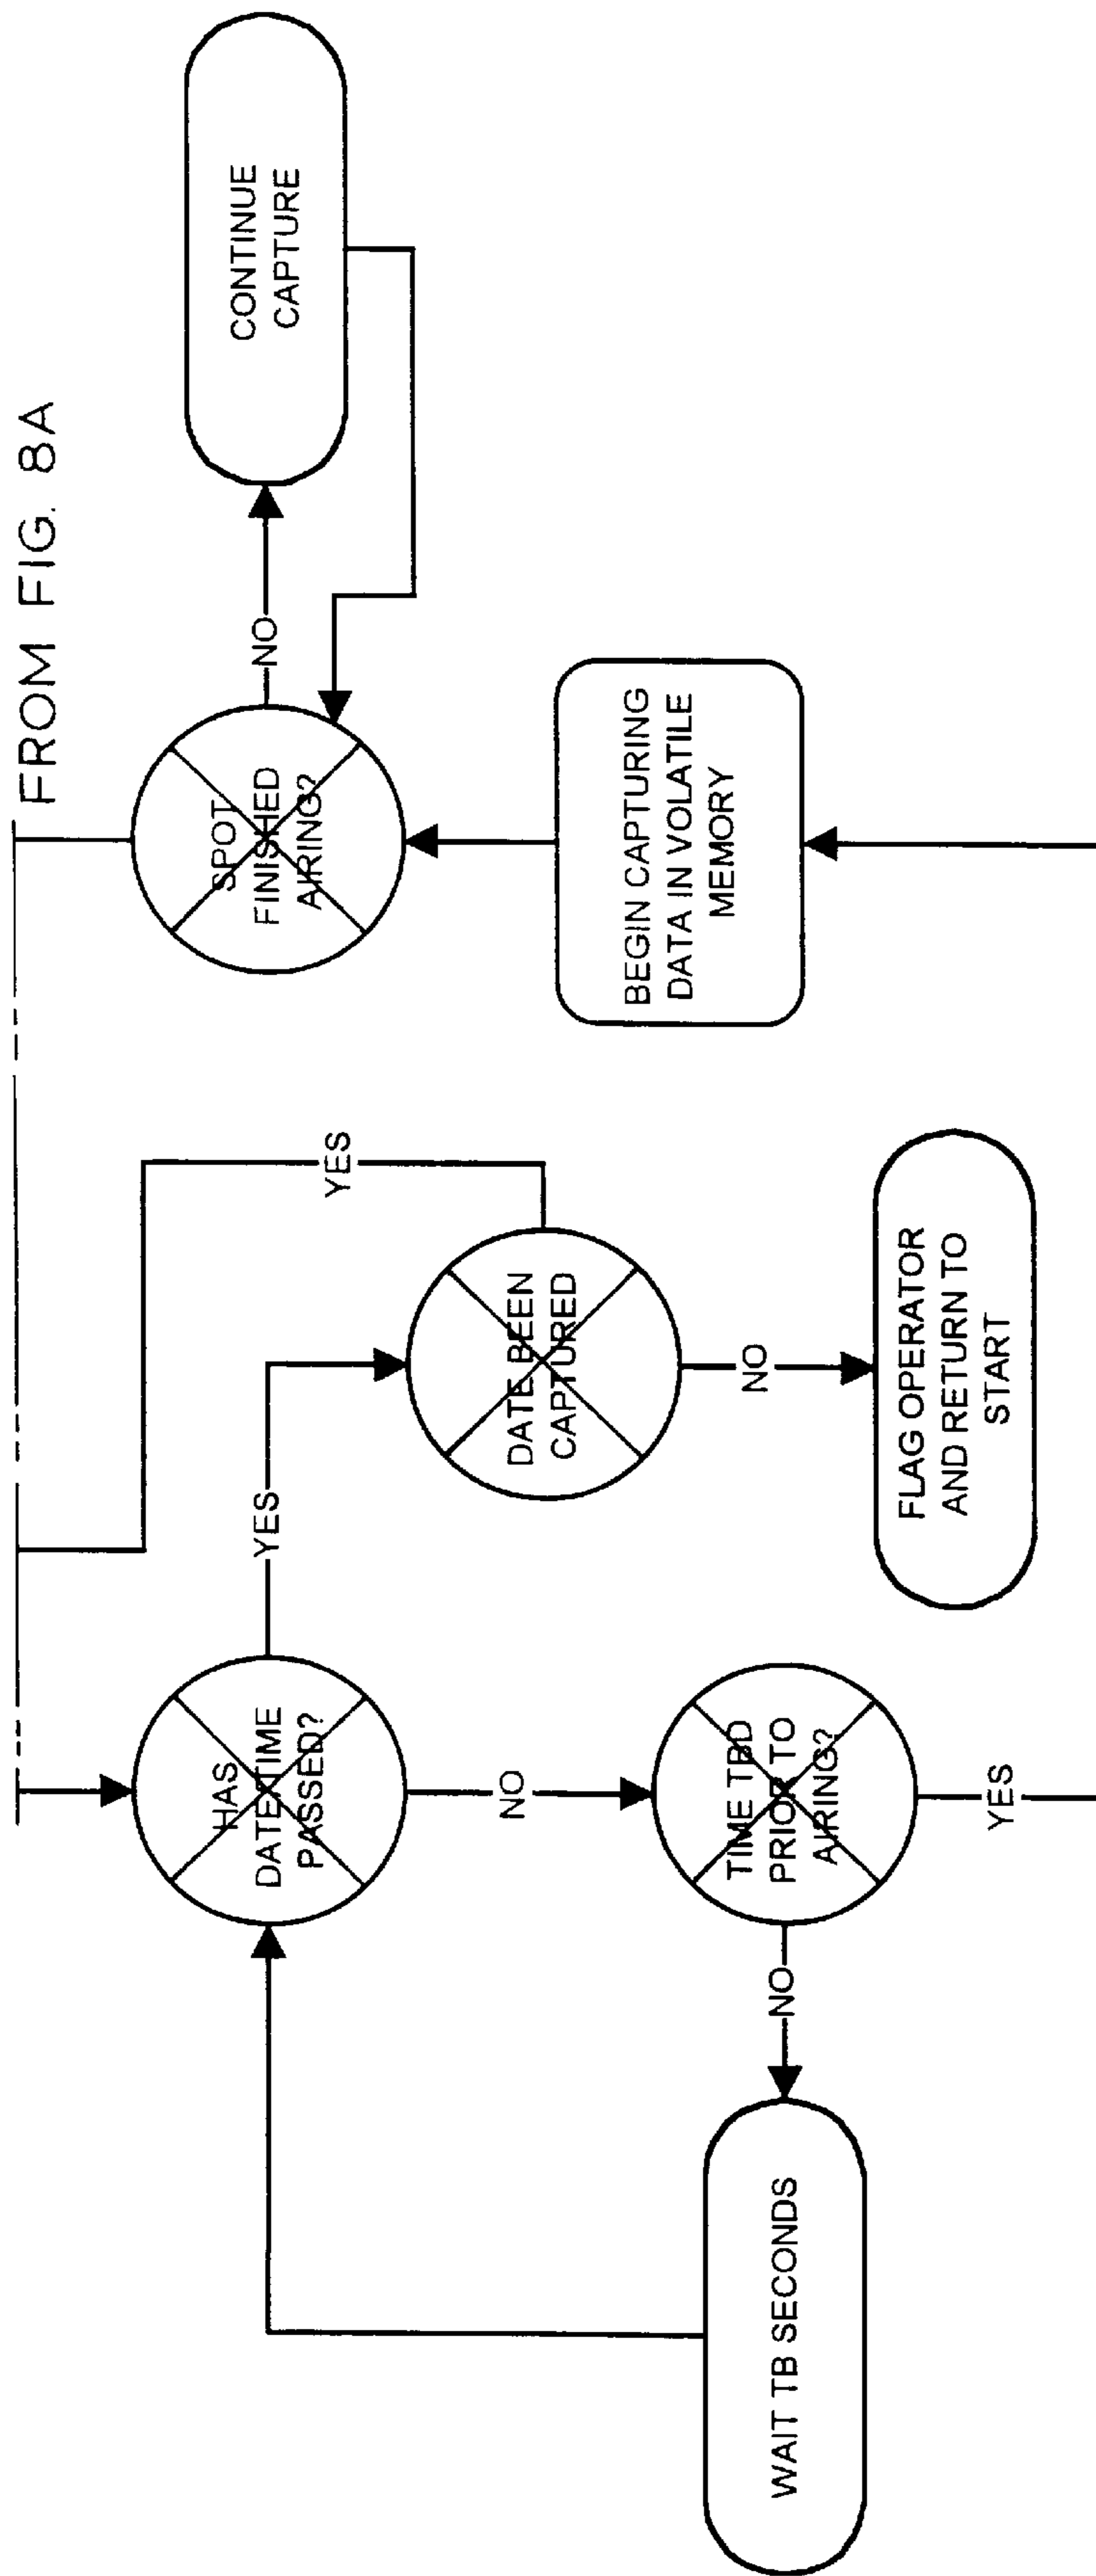 FROM FIG. 8A
HAS
DATE/TIME
PASSED?
YES
NO
DATE BEEN
CAPTURED
YES
NO
FLAG OPERATOR
AND RETURN TO
START
TIME TBD
PRIOR TO
AIRING?
NO
YES
WAIT TB SECONDS
SPOT
FINISHED
AIRING?
NO
CONTINUE
CAPTURE
BEGIN CAPTURING
DATA IN VOLATILE
MEMORY